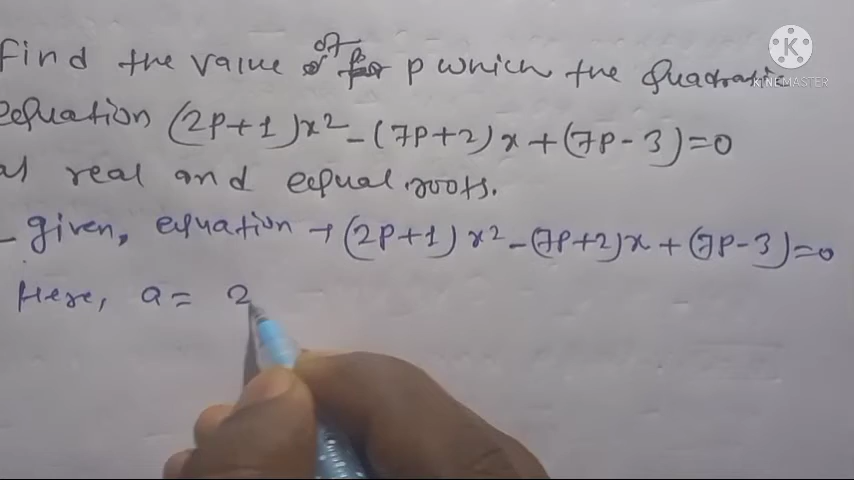 Find the value of for p which the quadratic
equation (2p+1)x² - (7p+2)x + (7p-3) = 0
real and equal roots.
given, equation → (2p+1)x² - (7p+2)x + (7p-3) = 0
Here, a = 2
K
KINEMASTER